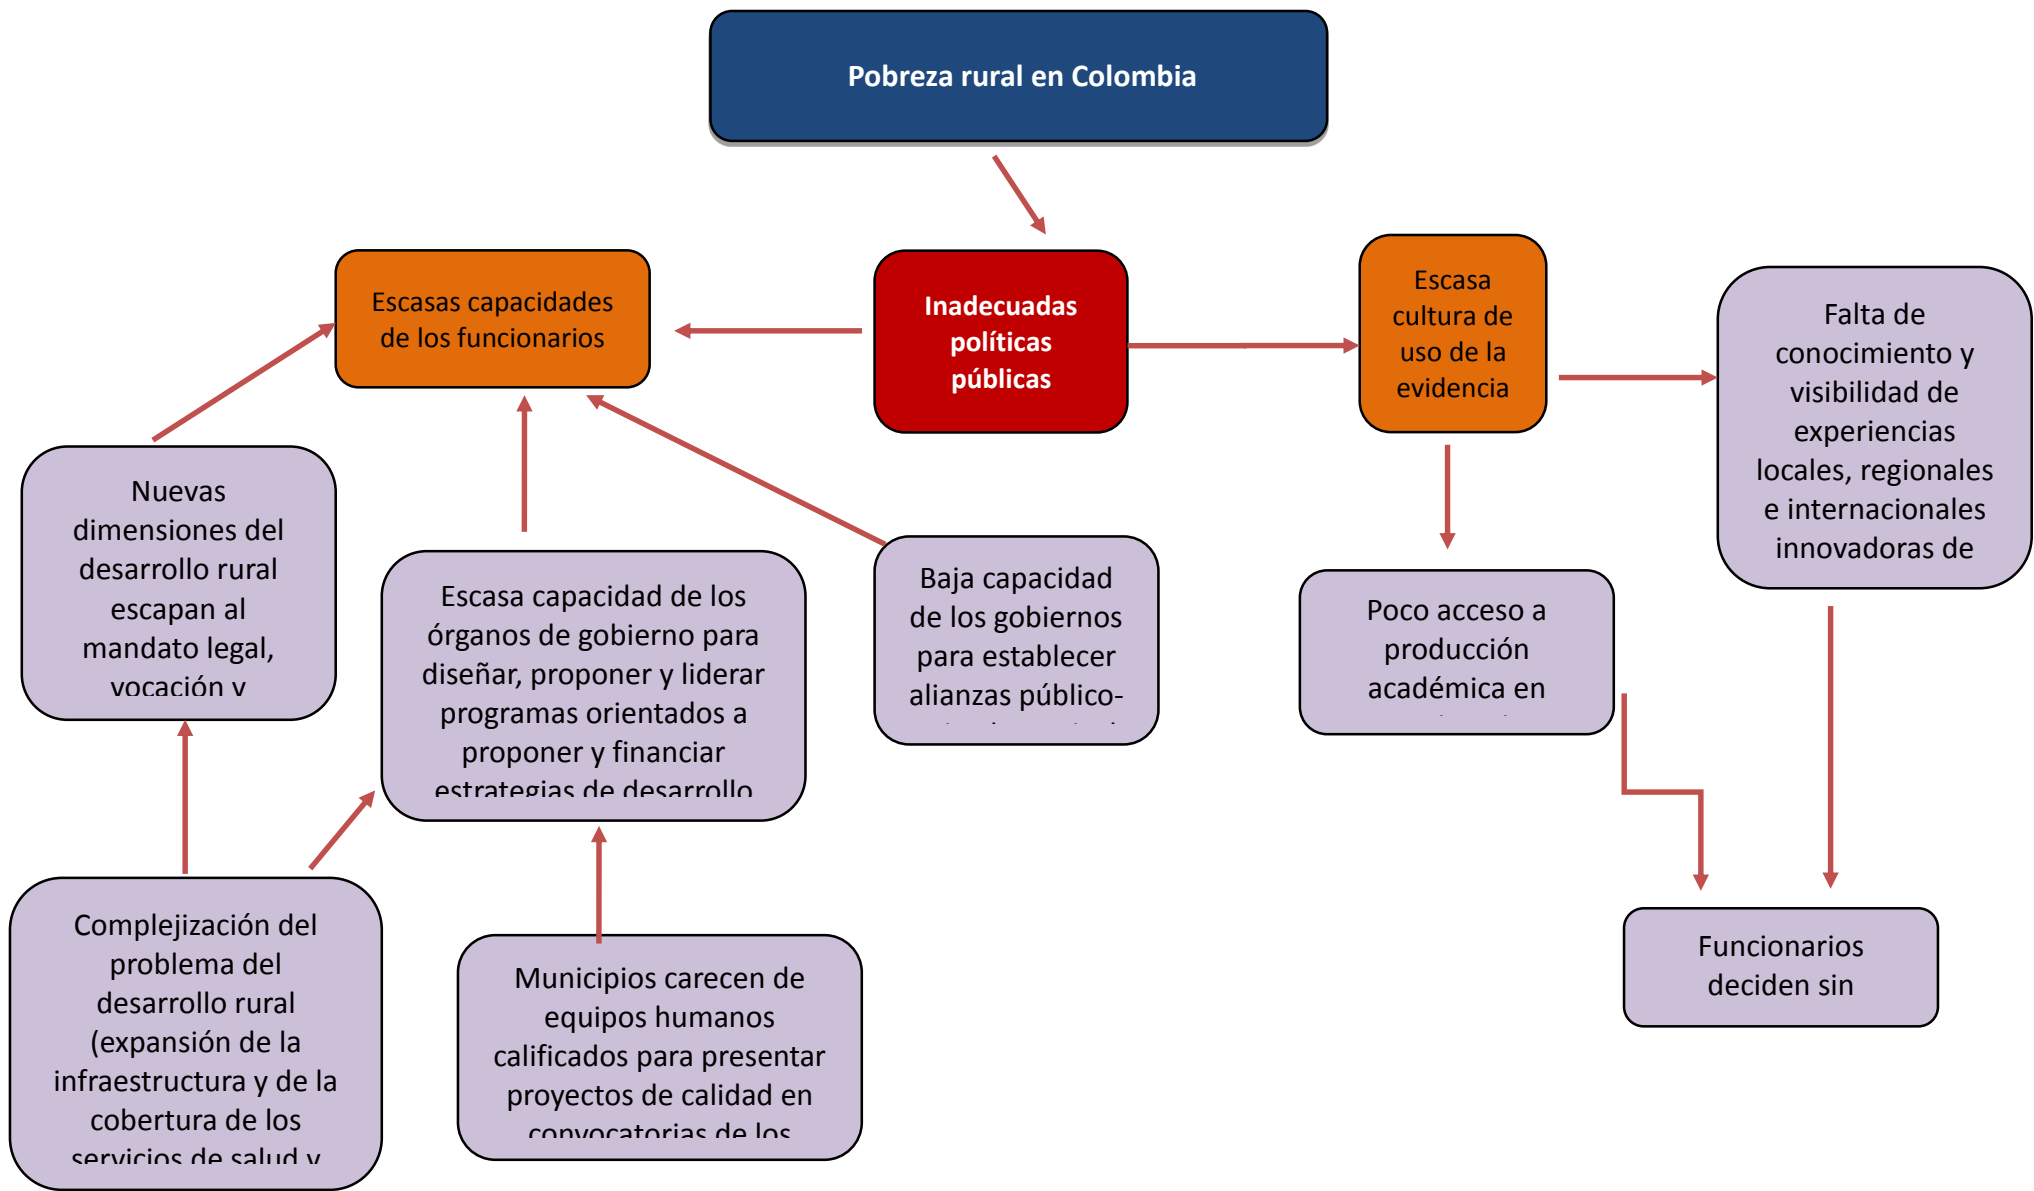 Pobreza rural en Colombia
Escasas capacidades
de los funcionarios
Inadecuadas
políticas
públicas
Escasa
cultura de
uso de la
evidencia
Falta de
conocimiento y
visibilidad de
experiencias
locales, regionales
e internacionales
innovadoras de
Nuevas
dimensiones del
desarrollo rural
escapan al
mandato legal,
vocación y
Escasa capacidad de los
órganos de gobierno para
diseñar, proponer y liderar
programas orientados a
proponer y financiar
estrategias de desarrollo
Baja capacidad
de los gobiernos
para establecer
alianzas público-
Poco acceso a
producción
académica en
Complejización del
problema del
desarrollo rural
(expansión de la
infraestructura y de la
cobertura de los
servicios de salud y
Municipios carecen de
equipos humanos
calificados para presentar
proyectos de calidad en
convocatorias de los
Funcionarios
deciden sin